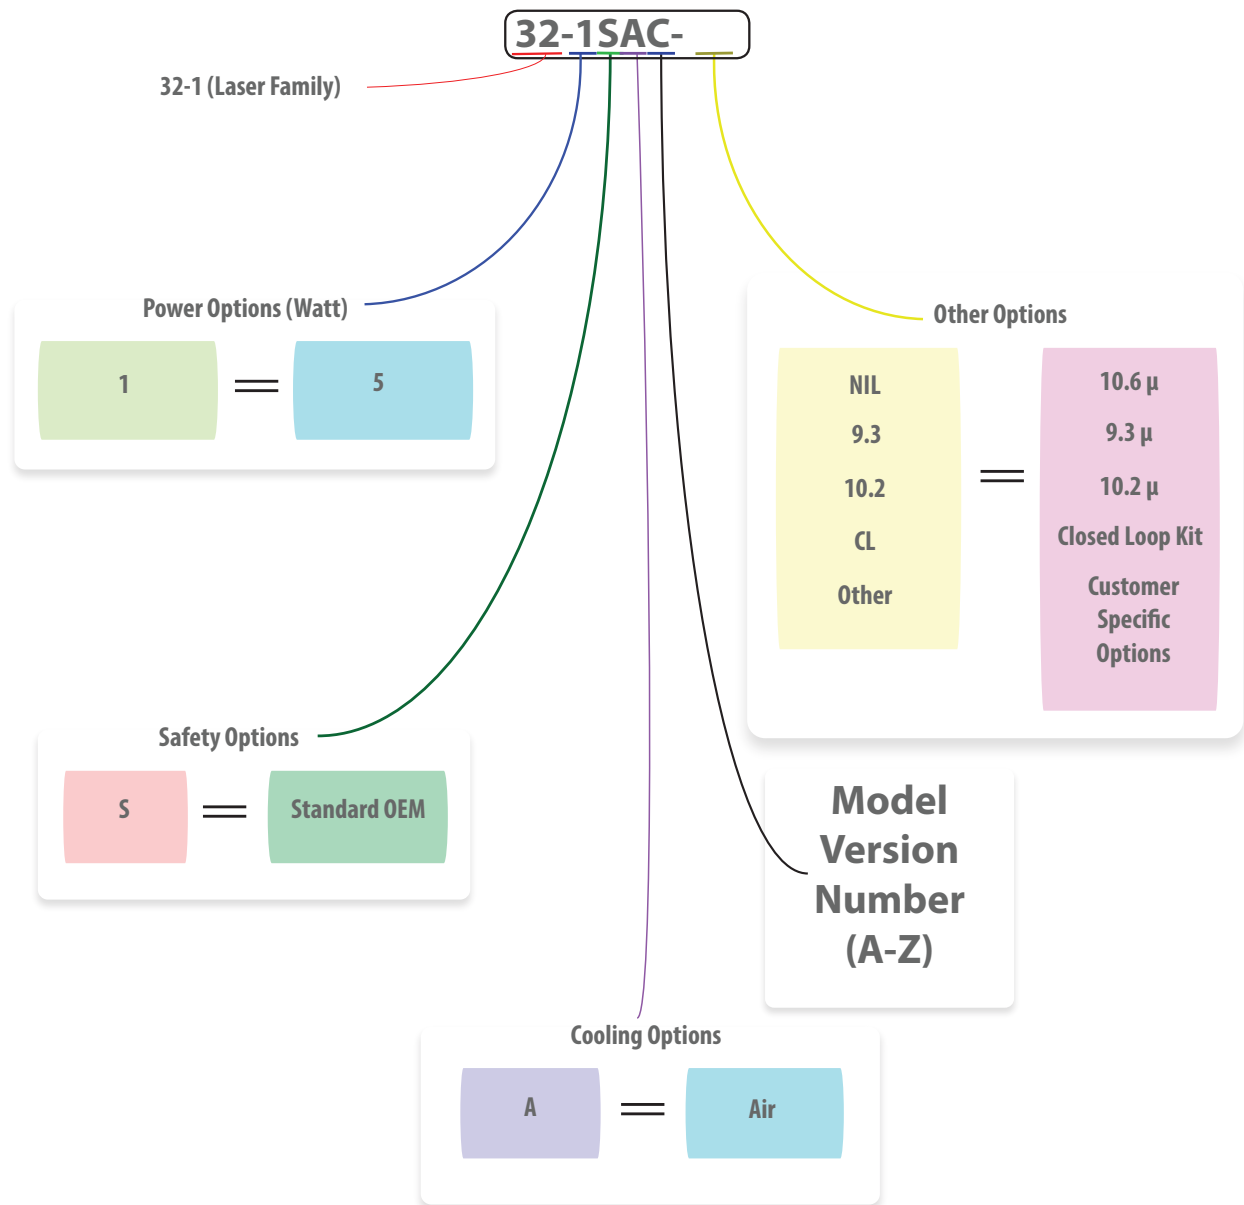 32-1SAC-
32-1 (Laser Family)
Power Options (Watt)
1
5
Other Options
NIL
9.3
10.2
CL
Other
10.6 µ
9.3 µ
10.2 µ
Closed Loop Kit
Customer
Specific
Options
Safety Options
S
Standard OEM
Model
Version
Number
(A-Z)
Cooling Options
A
Air